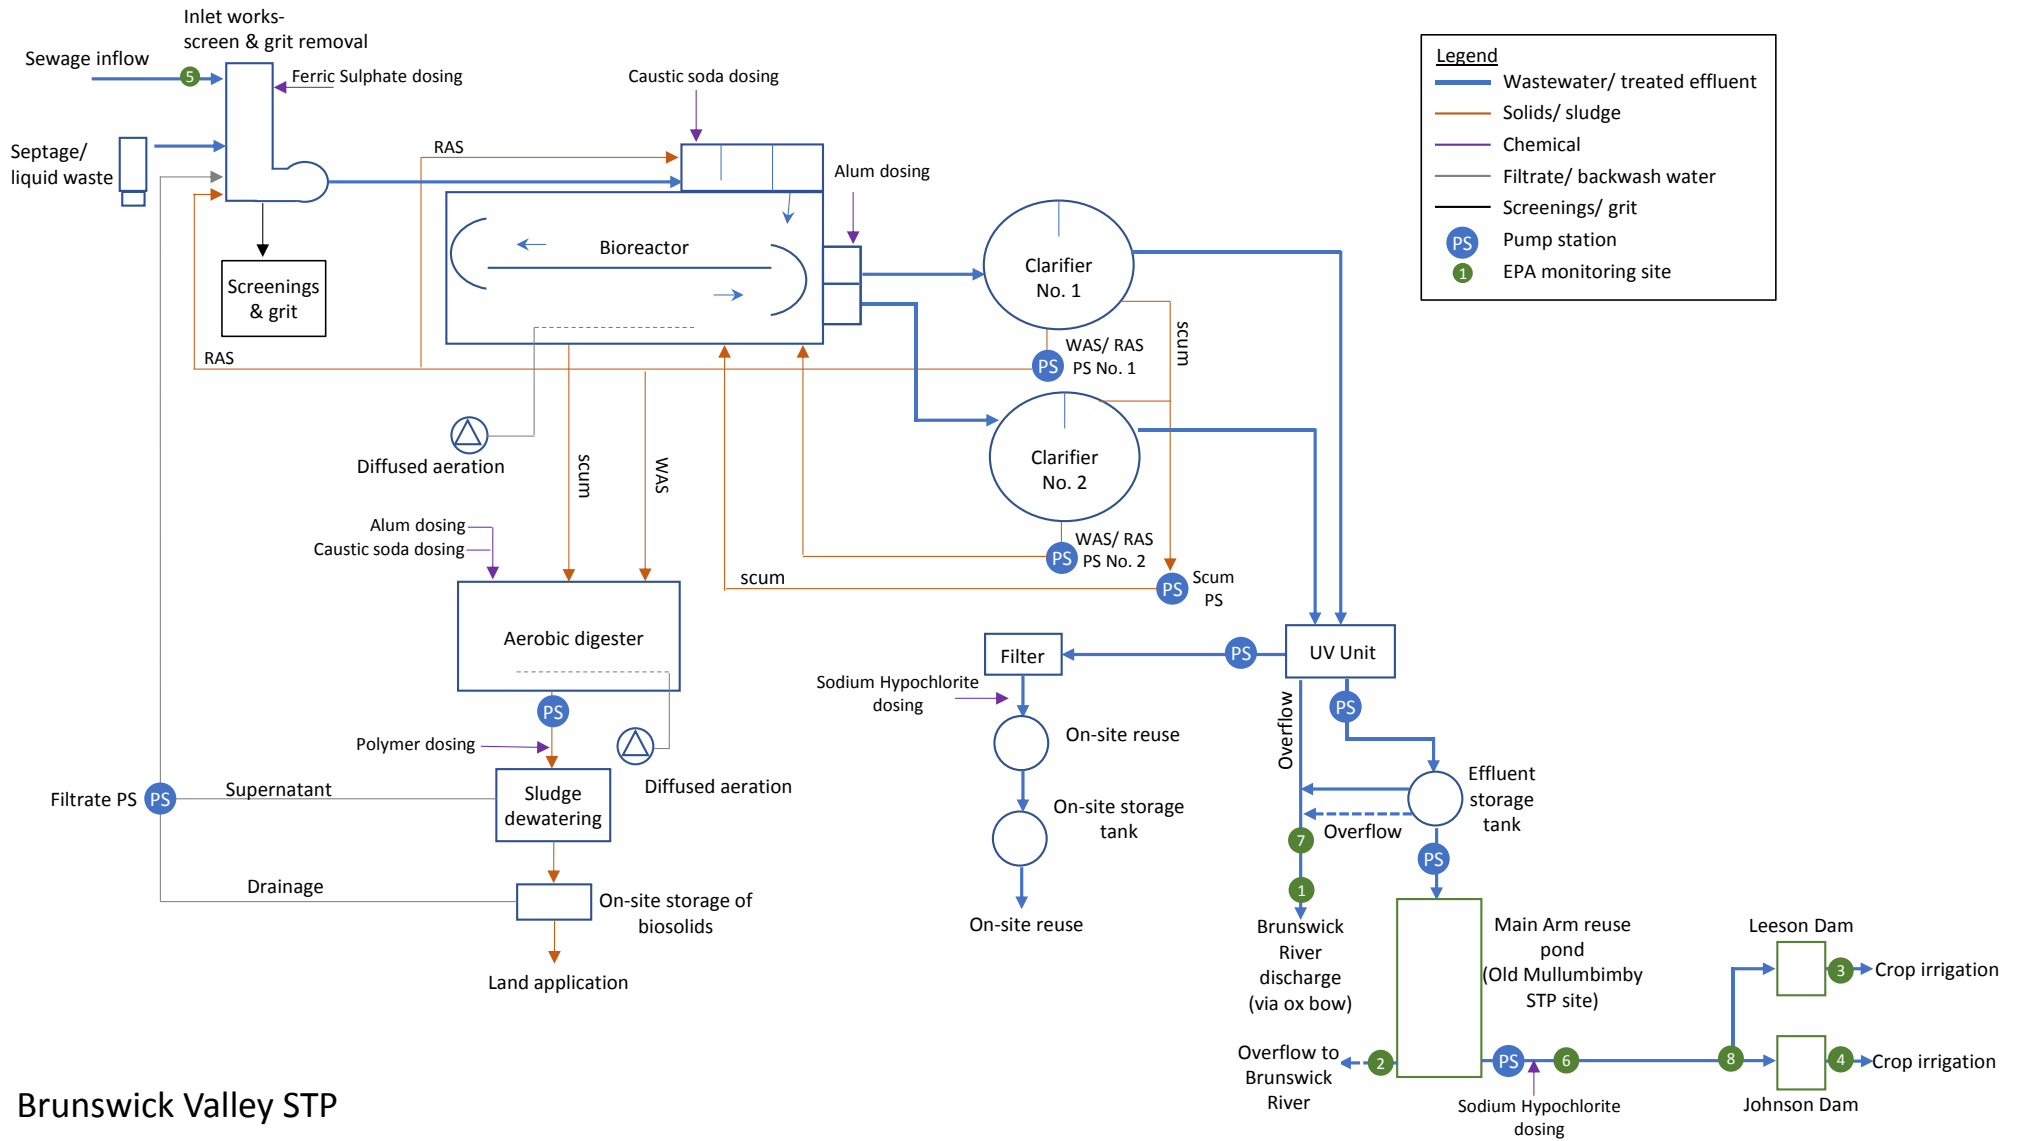 Inlet works-
screen & grit removal
Sewage inflow
5
Ferric Sulphate dosing
Septage/
liquid waste
Screenings
& grit
RAS
RAS
Caustic soda dosing
Alum dosing
Bioreactor
Clarifier
No. 1
WAS/ RAS
PS No. 1
PS
scum
Clarifier
No. 2
WAS/ RAS
PS No. 2
PS
scum
PS
Scum
PS
Legend
Wastewater/ treated effluent
Solids/ sludge
Chemical
Filtrate/ backwash water
Screenings/ grit
PS
Pump station
1
EPA monitoring site
Diffused aeration
scum
WAS
Alum dosing
Caustic soda dosing
Aerobic digester
PS
Polymer dosing
Diffused aeration
Filtrate PS
PS
Supernatant
Sludge
dewatering
Drainage
On-site storage of
biosolids
Land application
UV Unit
PS
Filter
Sodium Hypochlorite
dosing
On-site reuse
On-site storage
tank
On-site reuse
Overflow
PS
Effluent
storage
tank
Overflow
7
1
PS
Brunswick
River
discharge
(via ox bow)
Main Arm reuse
pond
(Old Mullumbimby
STP site)
Overflow to
Brunswick
River
2
PS
6
Sodium Hypochlorite
dosing
8
Leeson Dam
3
Crop irrigation
4
Crop irrigation
Johnson Dam
Brunswick Valley STP